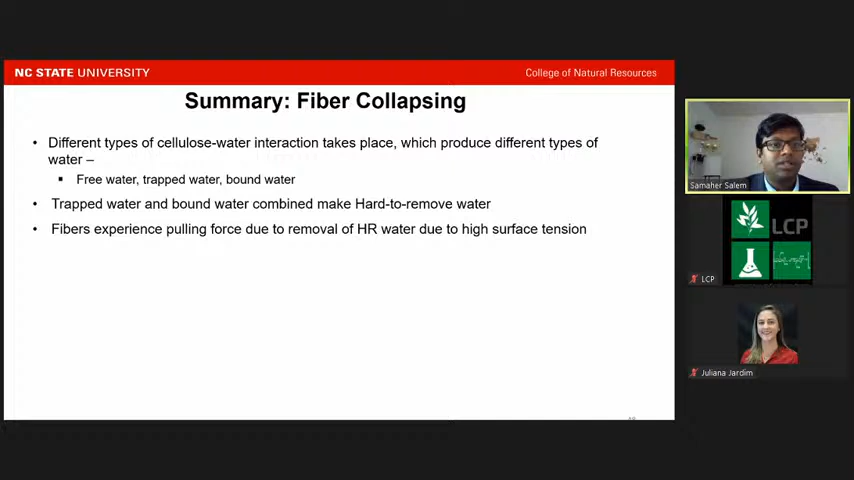 NC STATE UNIVERSITY
College of Natural Resources
Summary: Fiber Collapsing
• Different types of cellulose-water interaction takes place, which produce different types of
water –
▪ Free water, trapped water, bound water
• Trapped water and bound water combined make Hard-to-remove water
• Fibers experience pulling force due to removal of HR water due to high surface tension
Samaher Salem
LCP
LCP
Juliana Jardim